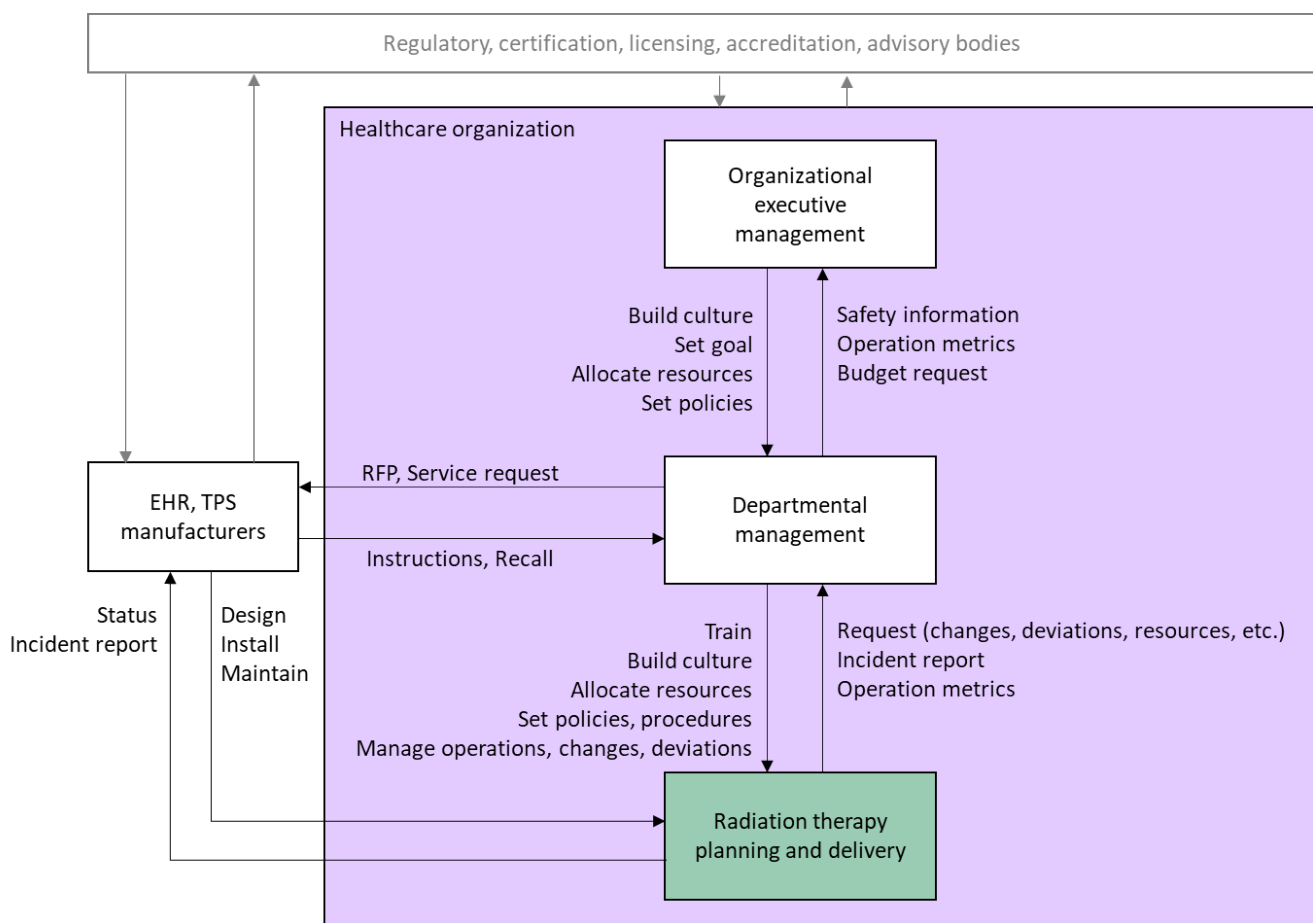 Regulatory, certification, licensing, accreditation, advisory bodies
Healthcare organization
Organizational
executive
management
Build culture
Set goal
Allocate resources
Set policies
Safety information
Operation metrics
Budget request
RFP, Service request
EHR, TPS
manufacturers
Departmental
management
Instructions, Recall
Status
Incident report
Design
Install
Maintain
Train
Build culture
Allocate resources
Set policies, procedures
Manage operations, changes, deviations
Request (changes, deviations, resources, etc.)
Incident report
Operation metrics
Radiation therapy
planning and delivery